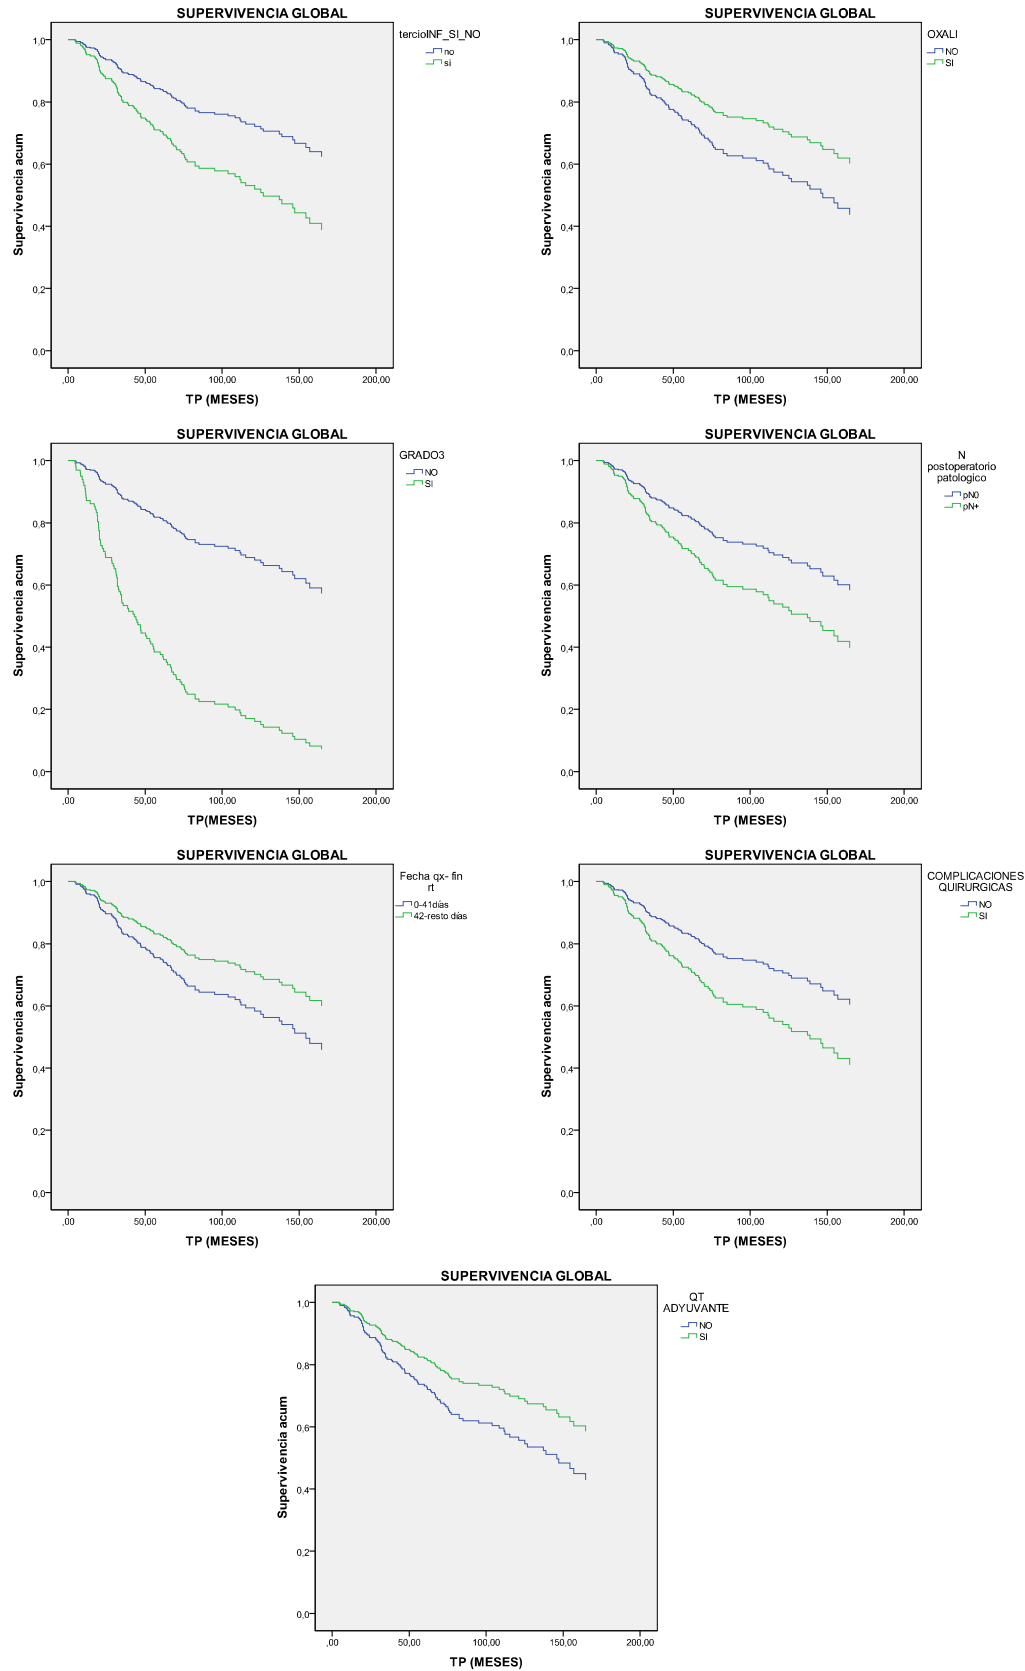 SUPERVIVENCIA GLOBAL
tercioINF_SI_NO
no
si
1,0
0,8
0,6
0,4
0,2
0,0
Supervivencia acum
,00 50,00 100,00 150,00 200,00
TP (MESES)
SUPERVIVENCIA GLOBAL
OXALI
NO
SI
1,0
0,8
0,6
0,4
0,2
0,0
Supervivencia acum
,00 50,00 100,00 150,00 200,00
TP (MESES)
SUPERVIVENCIA GLOBAL
GRADO3
NO
SI
1,0
0,8
0,6
0,4
0,2
0,0
Supervivencia acum
,00 50,00 100,00 150,00 200,00
TP(MESES)
SUPERVIVENCIA GLOBAL
N
postoperatorio
patologico
pN0
pN+
1,0
0,8
0,6
0,4
0,2
0,0
Supervivencia acum
,00 50,00 100,00 150,00 200,00
TP (MESES)
SUPERVIVENCIA GLOBAL
Fecha qx- fin
rt
0-41días
42-resto días
1,0
0,8
0,6
0,4
0,2
0,0
Supervivencia acum
,00 50,00 100,00 150,00 200,00
TP (MESES)
SUPERVIVENCIA GLOBAL
COMPLICACIONES
QUIRURGICAS
NO
SI
1,0
0,8
0,6
0,4
0,2
0,0
Supervivencia acum
,00 50,00 100,00 150,00 200,00
TP (MESES)
SUPERVIVENCIA GLOBAL
QT
ADYUVANTE
NO
SI
1,0
0,8
0,6
0,4
0,2
0,0
Supervivencia acum
,00 50,00 100,00 150,00 200,00
TP (MESES)